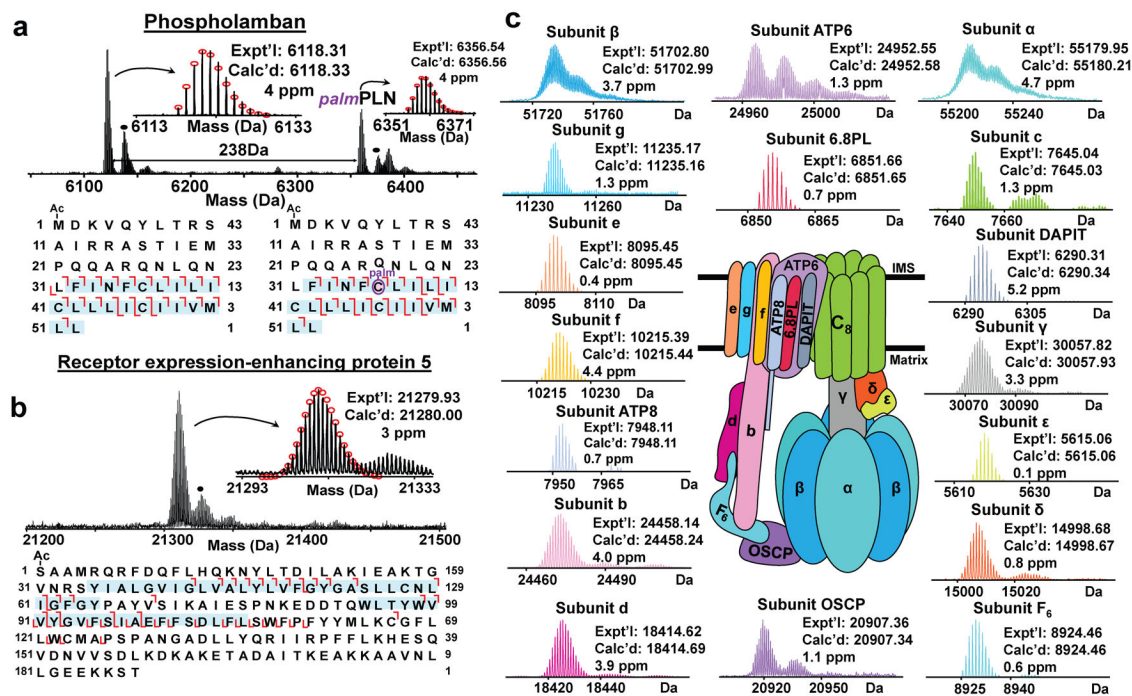 a
Phospholamban
Expt'l: 6118.31
Calc'd: 6118.33
4 ppm
6113 6133
Mass (Da)
Expt'l: 6356.54
Calc'd: 6356.56
4 ppm
palmPLN
6351 6371
Mass (Da)
238Da
6100 6200 6300 6400
Mass (Da)
Ac
1 M D K V Q Y L T R S 43
11 A I R R A S T I E M 33
21 P Q Q A R Q N L Q N 23
31 L F I N F C L I L I 13
41 C L L L I C I I V M 3
51 L L 1
Ac
1 M D K V Q Y L T R S 43
11 A I R R A S T I E M 33
21 P Q Q A R Q N L Q N 23
palm
31 L F I N F C L I L I 13
41 C L L L I C I I V M 3
51 L L 1
b
Receptor expression-enhancing protein 5
Expt'l: 21279.93
Calc'd: 21280.00
3 ppm
21293 21333
Mass (Da)
21200 21300 21400 21500
Mass (Da)
Ac
1 S A A M R Q R F D Q F L H Q K N Y L T D I L A K I E A K T G 159
31 V N R S Y I A L G V I G L V A L Y L V F G Y G A S L L C N L 129
61 I G F G Y P A Y V S I K A I E S P N K E D D T Q W L T Y W V 99
91 V Y G V F S I A E F F S D L F L S W F P F Y Y M L K C G F L 69
121 L W C M A P S P A N G A D L L Y Q R I I R P F F L K H E S Q 39
151 V D N V V S D L K D K A K E T A D A I T K E A K K A A V N L 9
181 L G E E K K S T 1
c
Subunit β
Expt'l: 51702.80
Calc'd: 51702.99
3.7 ppm
51720 51760 Da
Subunit ATP6
Expt'l: 24952.55
Calc'd: 24952.58
1.3 ppm
24960 25000 Da
Subunit α
Expt'l: 55179.95
Calc'd: 55180.21
4.7 ppm
55200 55240 Da
Subunit g
Expt'l: 11235.17
Calc'd: 11235.16
1.3 ppm
11230 11260 Da
Subunit 6.8PL
Expt'l: 6851.66
Calc'd: 6851.65
0.7 ppm
6850 6865 Da
Subunit c
Expt'l: 7645.04
Calc'd: 7645.03
1.3 ppm
7640 7660 Da
Subunit e
Expt'l: 8095.45
Calc'd: 8095.45
0.4 ppm
8095 8110 Da
Subunit DAPIT
Expt'l: 6290.31
Calc'd: 6290.34
5.2 ppm
6290 6305 Da
Subunit f
Expt'l: 10215.39
Calc'd: 10215.44
4.4 ppm
10215 10230 Da
Subunit γ
Expt'l: 30057.82
Calc'd: 30057.93
3.3 ppm
30070 30090 Da
Subunit ATP8
Expt'l: 7948.11
Calc'd: 7948.11
0.7 ppm
7950 7965 Da
Subunit ε
Expt'l: 5615.06
Calc'd: 5615.06
0.1 ppm
5610 5630 Da
Subunit b
Expt'l: 24458.14
Calc'd: 24458.24
4.0 ppm
24460 24490 Da
Subunit δ
Expt'l: 14998.68
Calc'd: 14998.67
0.8 ppm
15000 15020 Da
Subunit d
Expt'l: 18414.62
Calc'd: 18414.69
3.9 ppm
18420 18440 Da
Subunit OSCP
Expt'l: 20907.36
Calc'd: 20907.34
1.1 ppm
20920 20950 Da
Subunit F6
Expt'l: 8924.46
Calc'd: 8924.46
0.6 ppm
8925 8940 Da
IMS
Matrix
ATP6
e
g
f
ATP8
6.8PL
DAPIT
C8
γ
δ
ε
d
b
F6
OSCP
β
α
β